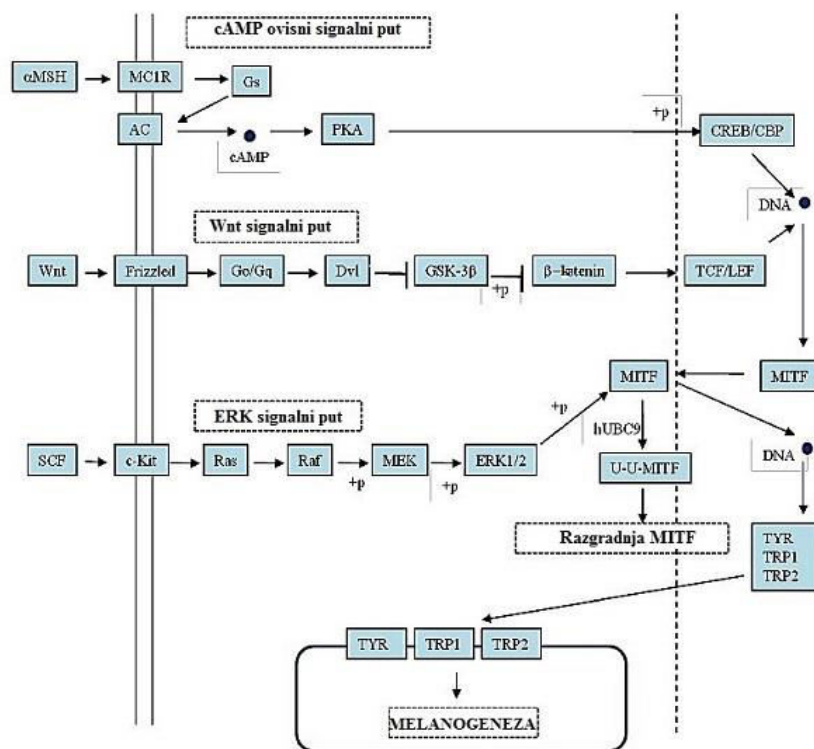 cAMP ovisni signalni put
αMSH
MC1R
Gs
AC
cAMP
PKA
+p
CREB/CBP
DNA
Wnt signalni put
Wnt
Frizzled
Go/Gq
Dvl
GSK-3β
+p
β-katenin
TCF/LEF
MITF
MITF
ERK signalni put
+p
hUBC9
SCF
c-Kit
Ras
Raf
+p
MEK
+p
ERK1/2
U-U-MITF
DNA
Razgradnja MITF
TYR
TRP1
TRP2
TYR
TRP1
TRP2
MELANOGENEZA